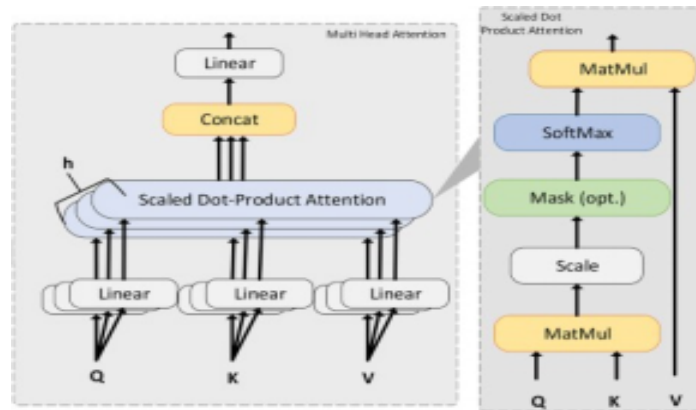 Multi Head Attention
Linear
Concat
h
Scaled Dot-Product Attention
Linear
Linear
Linear
Q
K
V
Scaled Dot
Product Attention
MatMul
SoftMax
Mask (opt.)
Scale
MatMul
Q
K
V